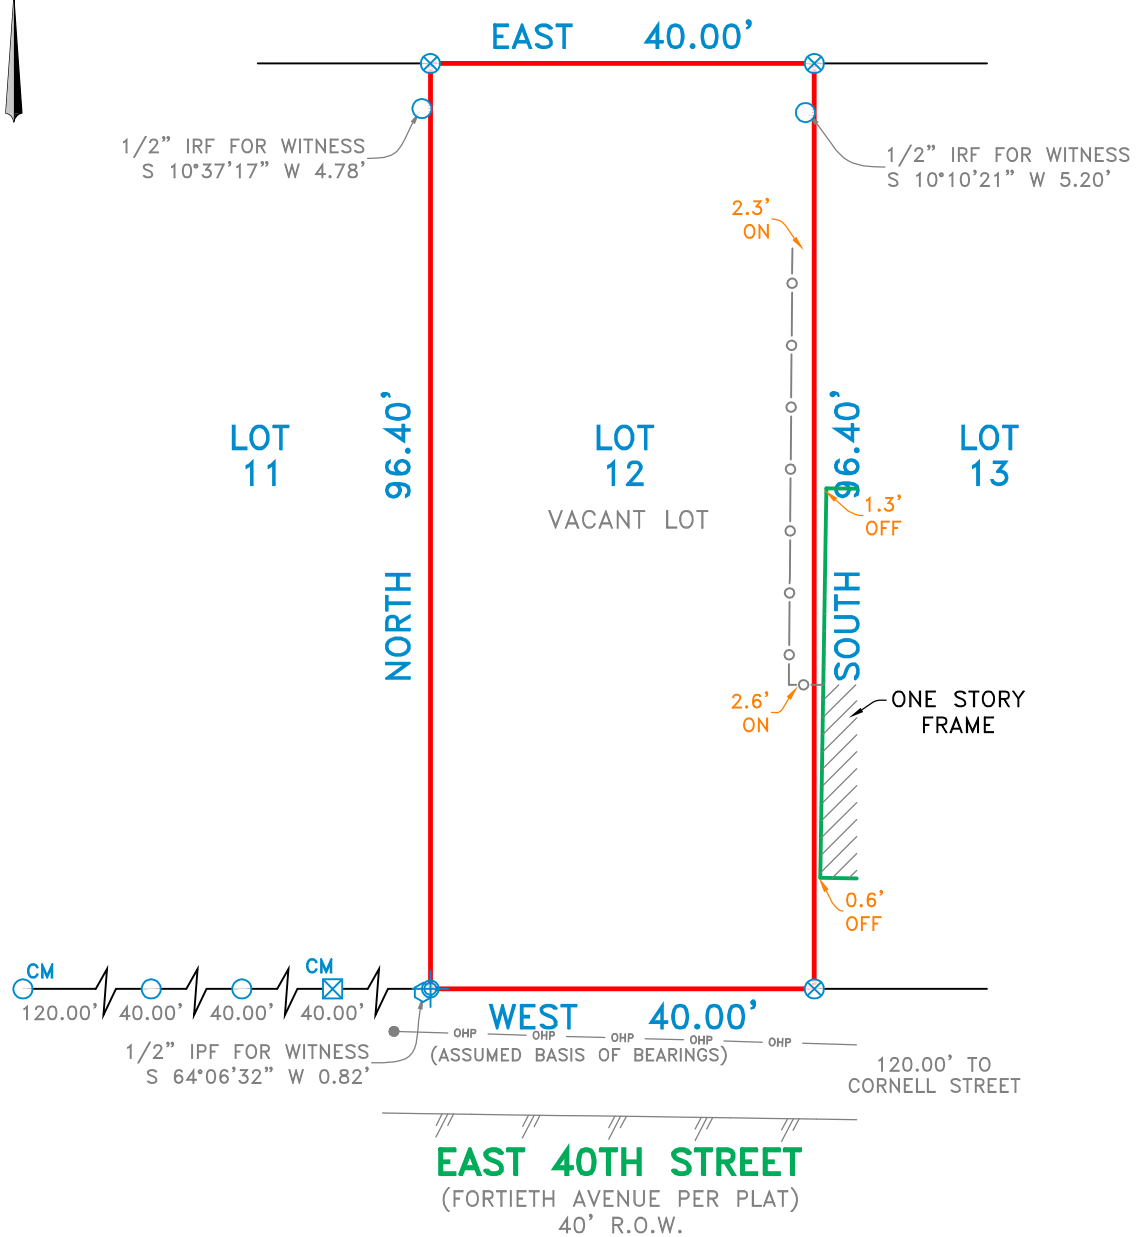 EAST 40.00’
1/2” IRF FOR WITNESS
S 10°37’17” W 4.78’
1/2” IRF FOR WITNESS
S 10°10’21” W 5.20’
2.3’
ON
LOT
11
NORTH 96.40’
LOT
12
VACANT LOT
SOUTH 96.40’
LOT
13
1.3’
OFF
2.6’
ON
ONE STORY
FRAME
0.6’
OFF
CM
CM
120.00’
40.00’
40.00’
40.00’
WEST 40.00’
OHP
OHP
OHP
OHP
OHP
(ASSUMED BASIS OF BEARINGS)
1/2” IPF FOR WITNESS
S 64°06’32” W 0.82’
120.00’ TO
CORNELL STREET
EAST 40TH STREET
(FORTIETH AVENUE PER PLAT)
40’ R.O.W.